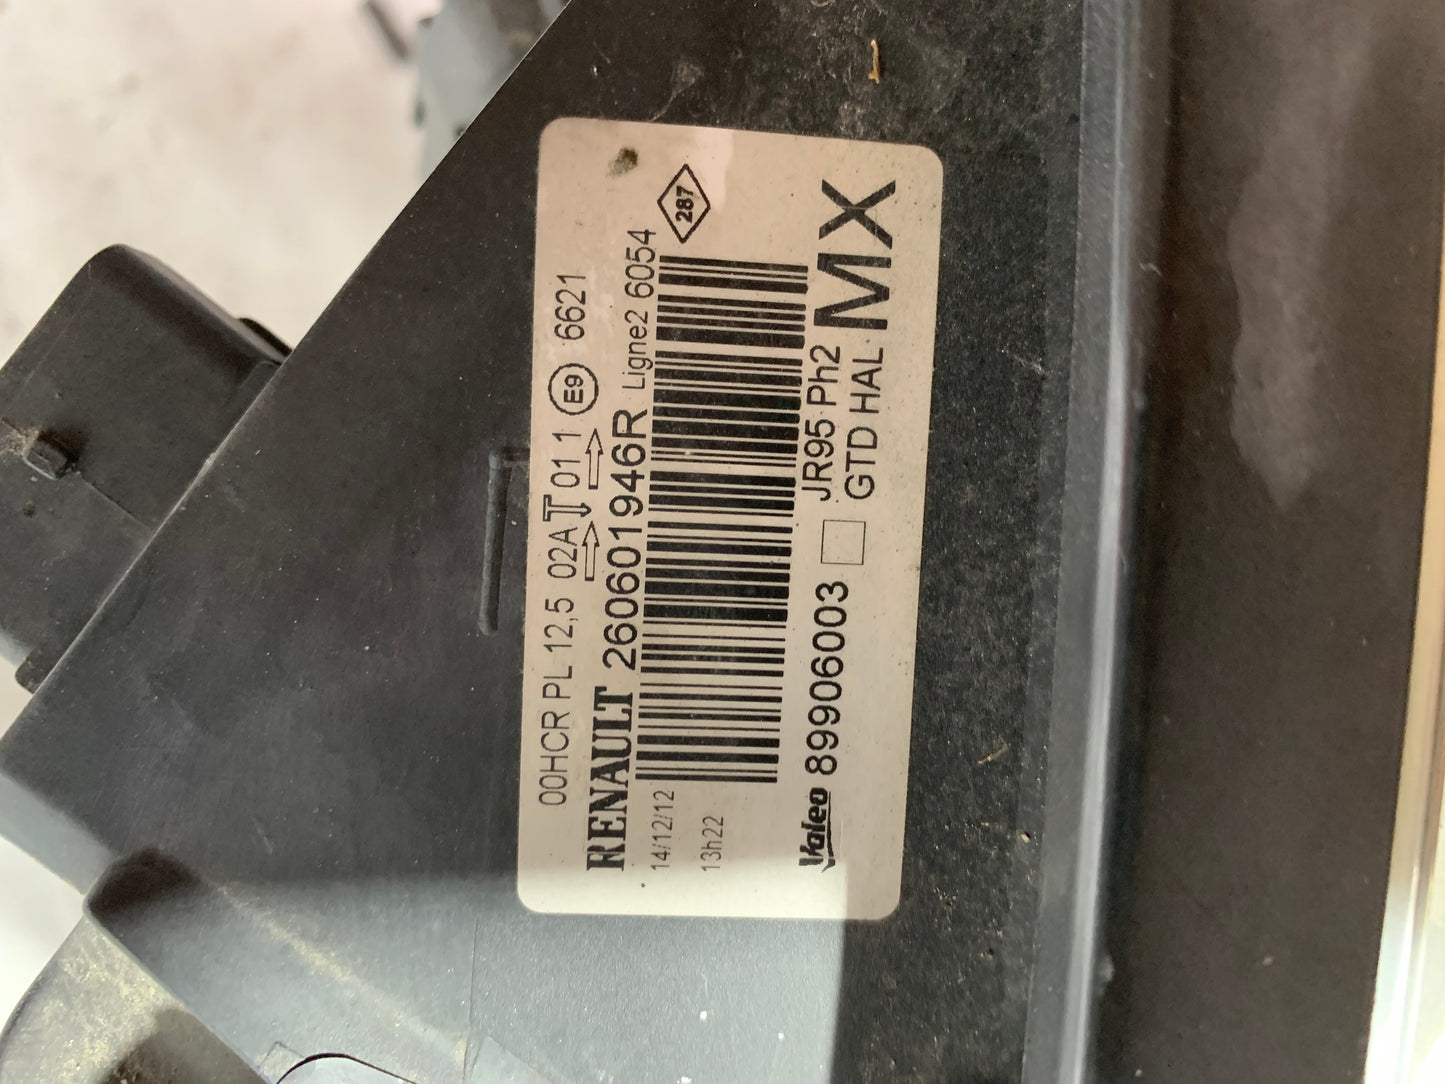 00HCR PL 12,5 02A 01 1 E9 6621
RENAULT 260601946R Ligne2 6054
14/12/12
287
13h22
JR95 Ph2
GTD HAL MX
Valeo 89906003